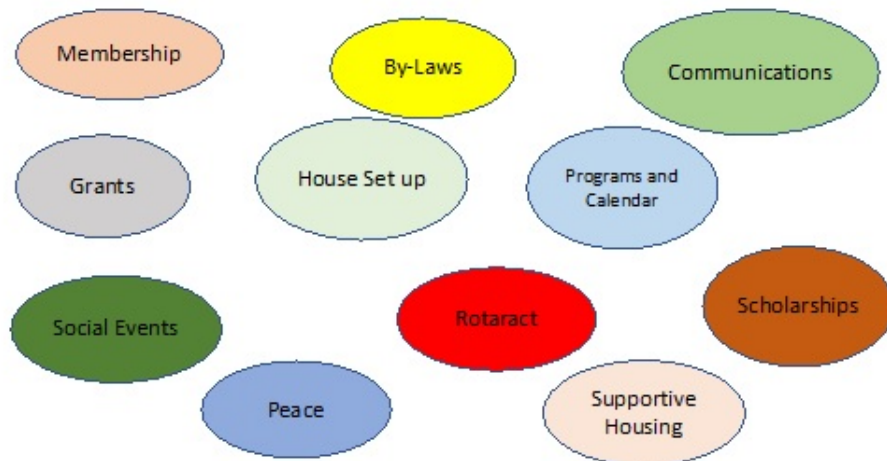 Membership
By-Laws
Communications
Grants
House Set up
Programs and
Calendar
Social Events
Rotaract
Scholarships
Peace
Supportive
Housing